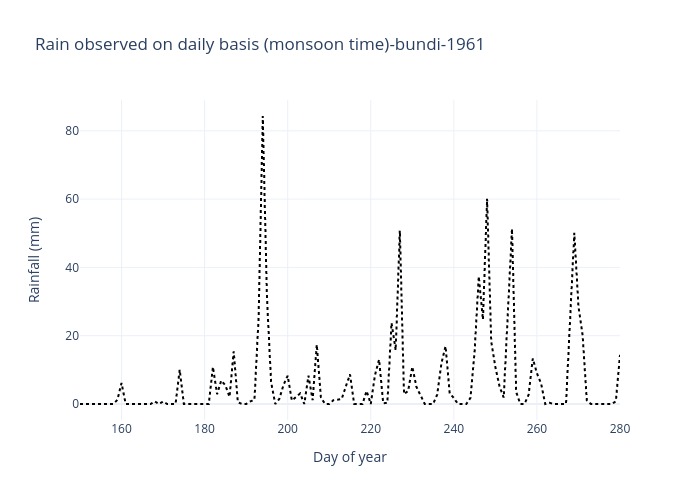 Rain observed on daily basis (monsoon time)-bundi-1961
80
60
40
20
0
Rainfall (mm)
160 180 200 220 240 260 280
Day of year